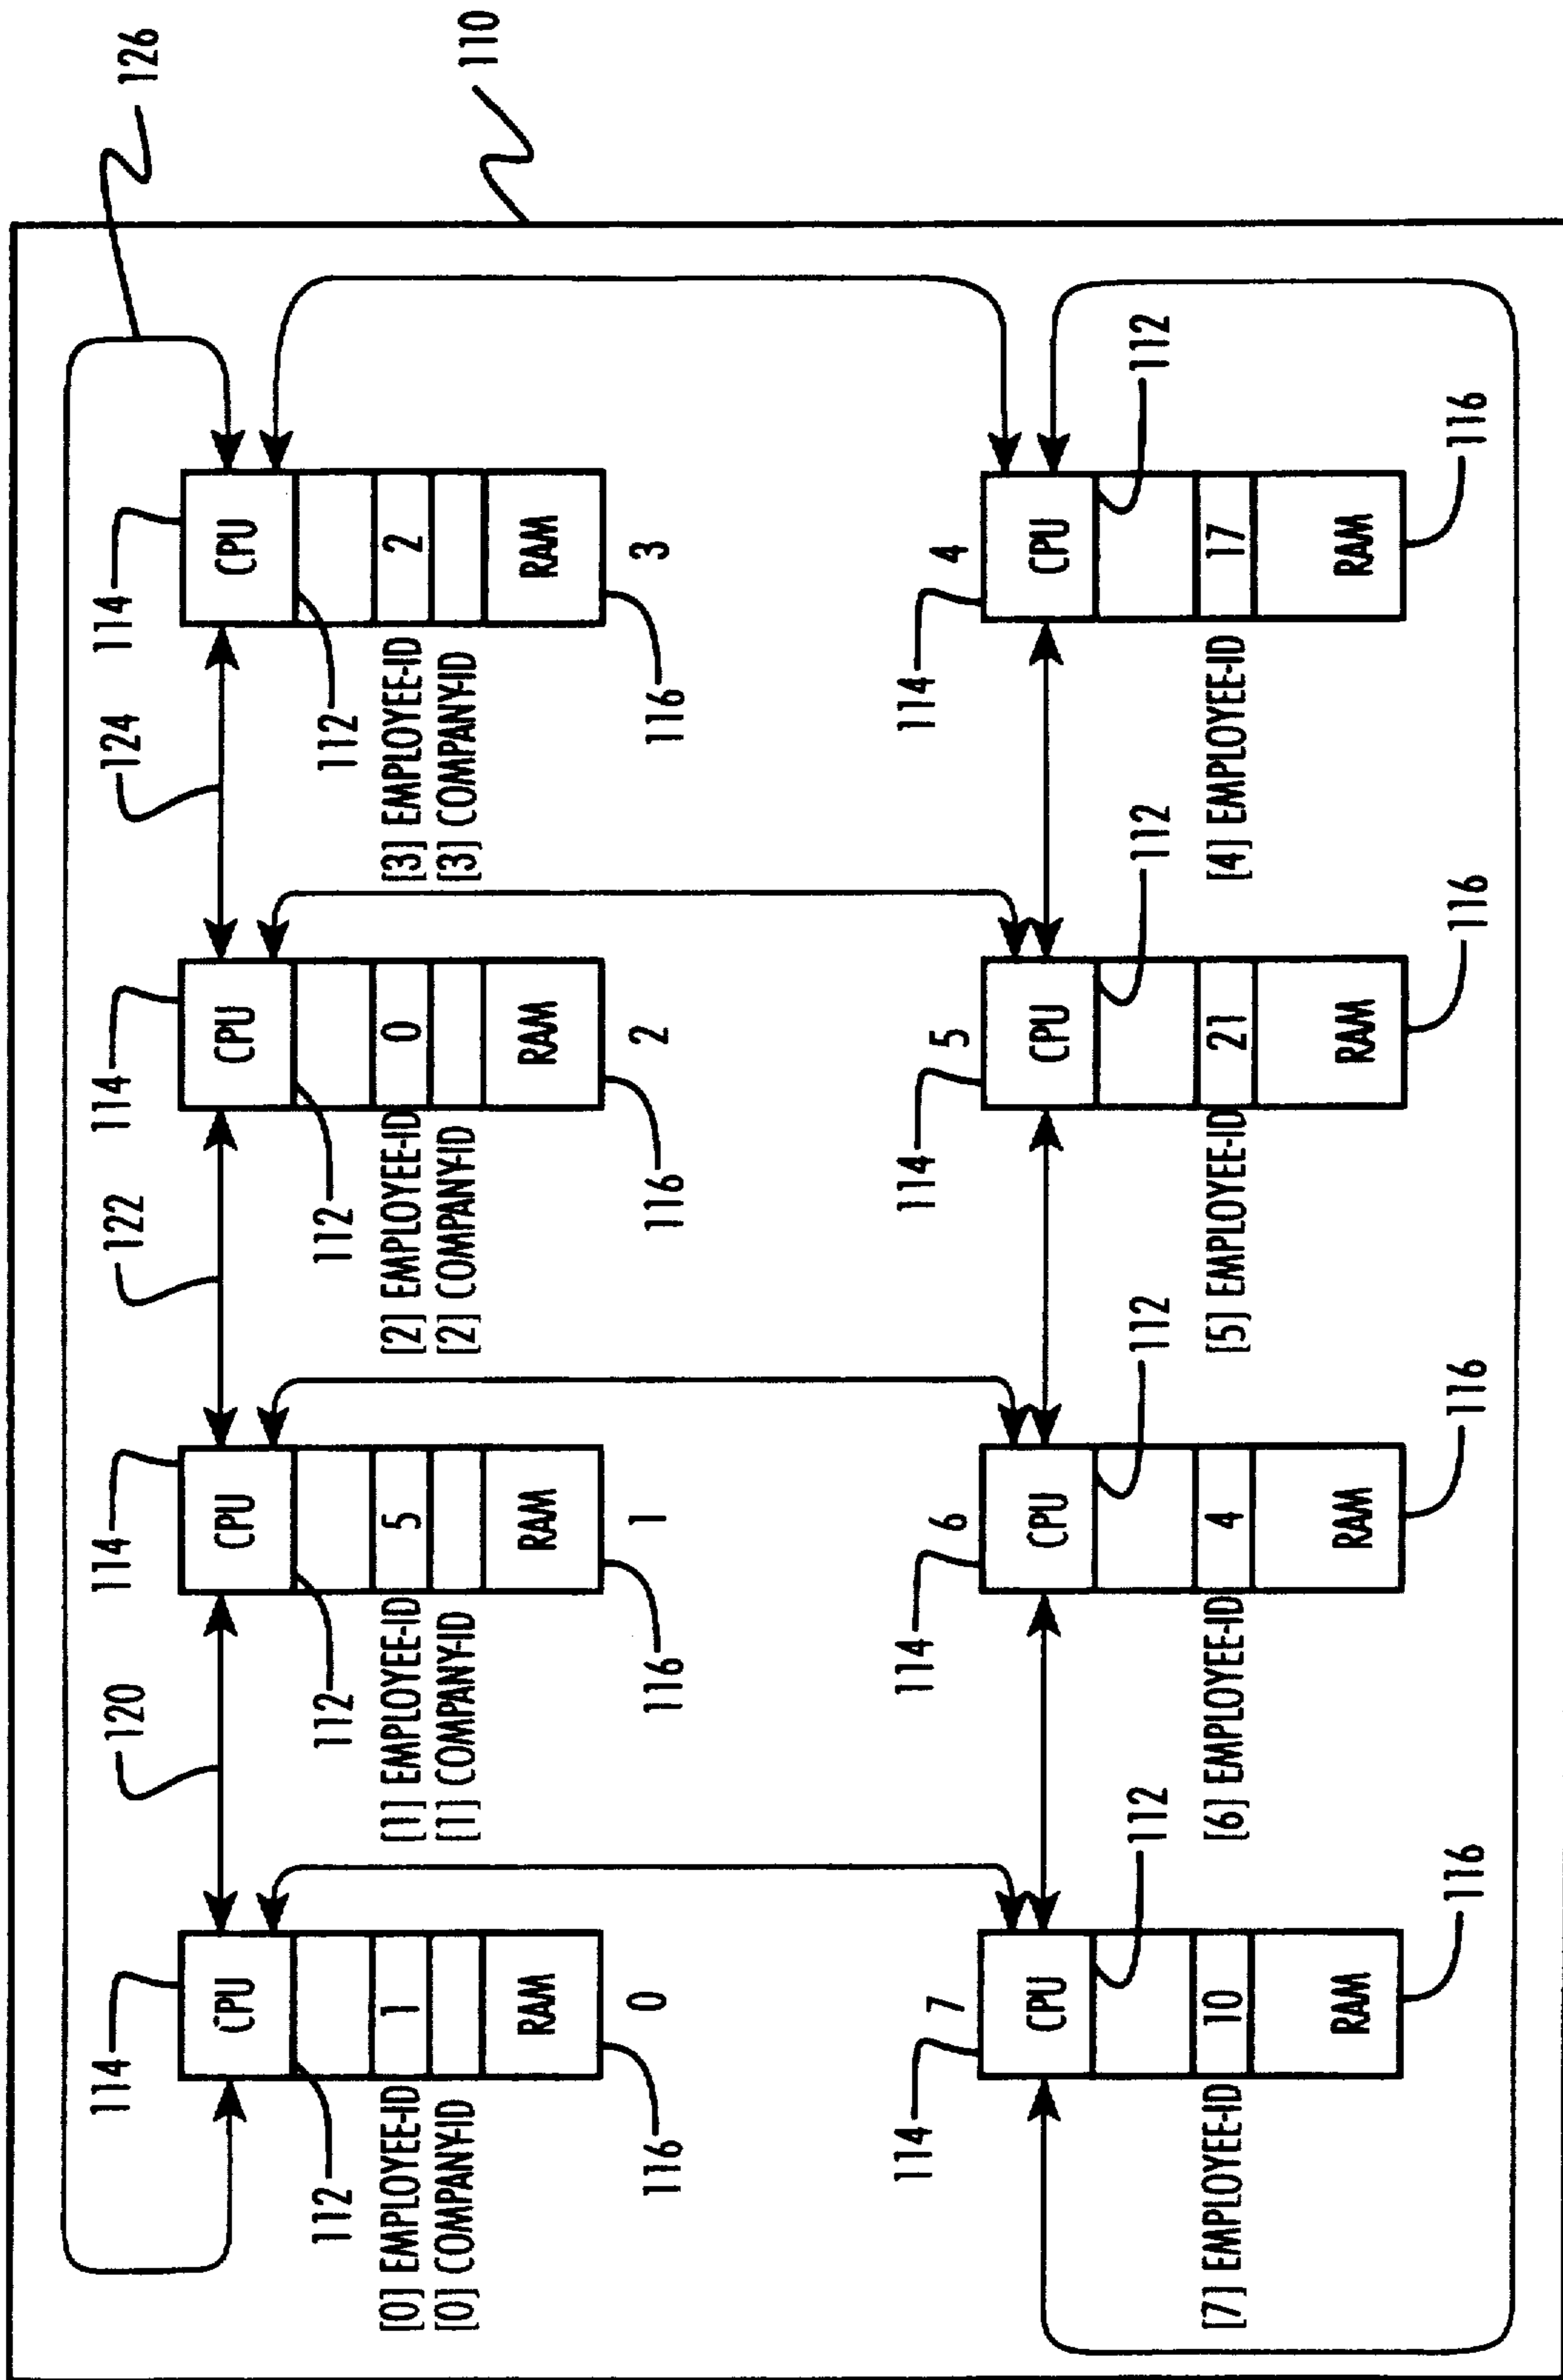 126
114 120 114 122 114 124 114
CPU CPU CPU CPU
112 112 112 112
110
[0] EMPLOYEE-ID 1 [1] EMPLOYEE-ID 5 [2] EMPLOYEE-ID 0 [3] EMPLOYEE-ID 2
[0] COMPANY-ID [1] COMPANY-ID [2] COMPANY-ID [3] COMPANY-ID
RAM RAM RAM RAM
116 0 116 1 116 2 116 3
114 7 114 6 114 5 114 4
CPU CPU CPU CPU
112 112 112 112
[7] EMPLOYEE-ID 10 [6] EMPLOYEE-ID 4 [5] EMPLOYEE-ID 21 [4] EMPLOYEE-ID 17
RAM RAM RAM RAM
116 116 116 116